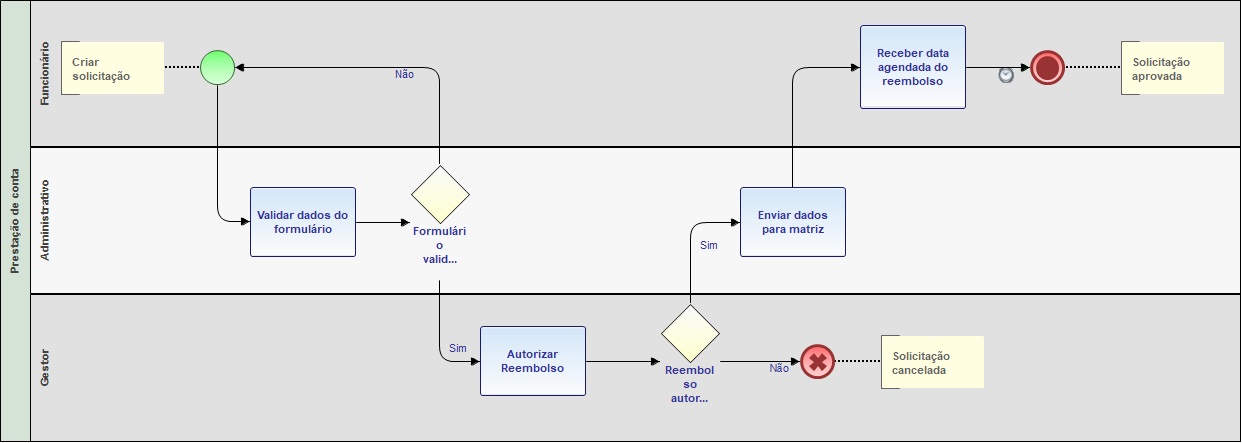 Prestação de conta
Funcionário
Criar
solicitação
Não
Receber data
agendada do
reembolso
Solicitação
aprovada
Administrativo
Validar dados do
formulário
Formulári
o
valid...
Sim
Enviar dados
para matriz
Gestor
Sim
Autorizar
Reembolso
Reembol
so
autor...
Não
Solicitação
cancelada